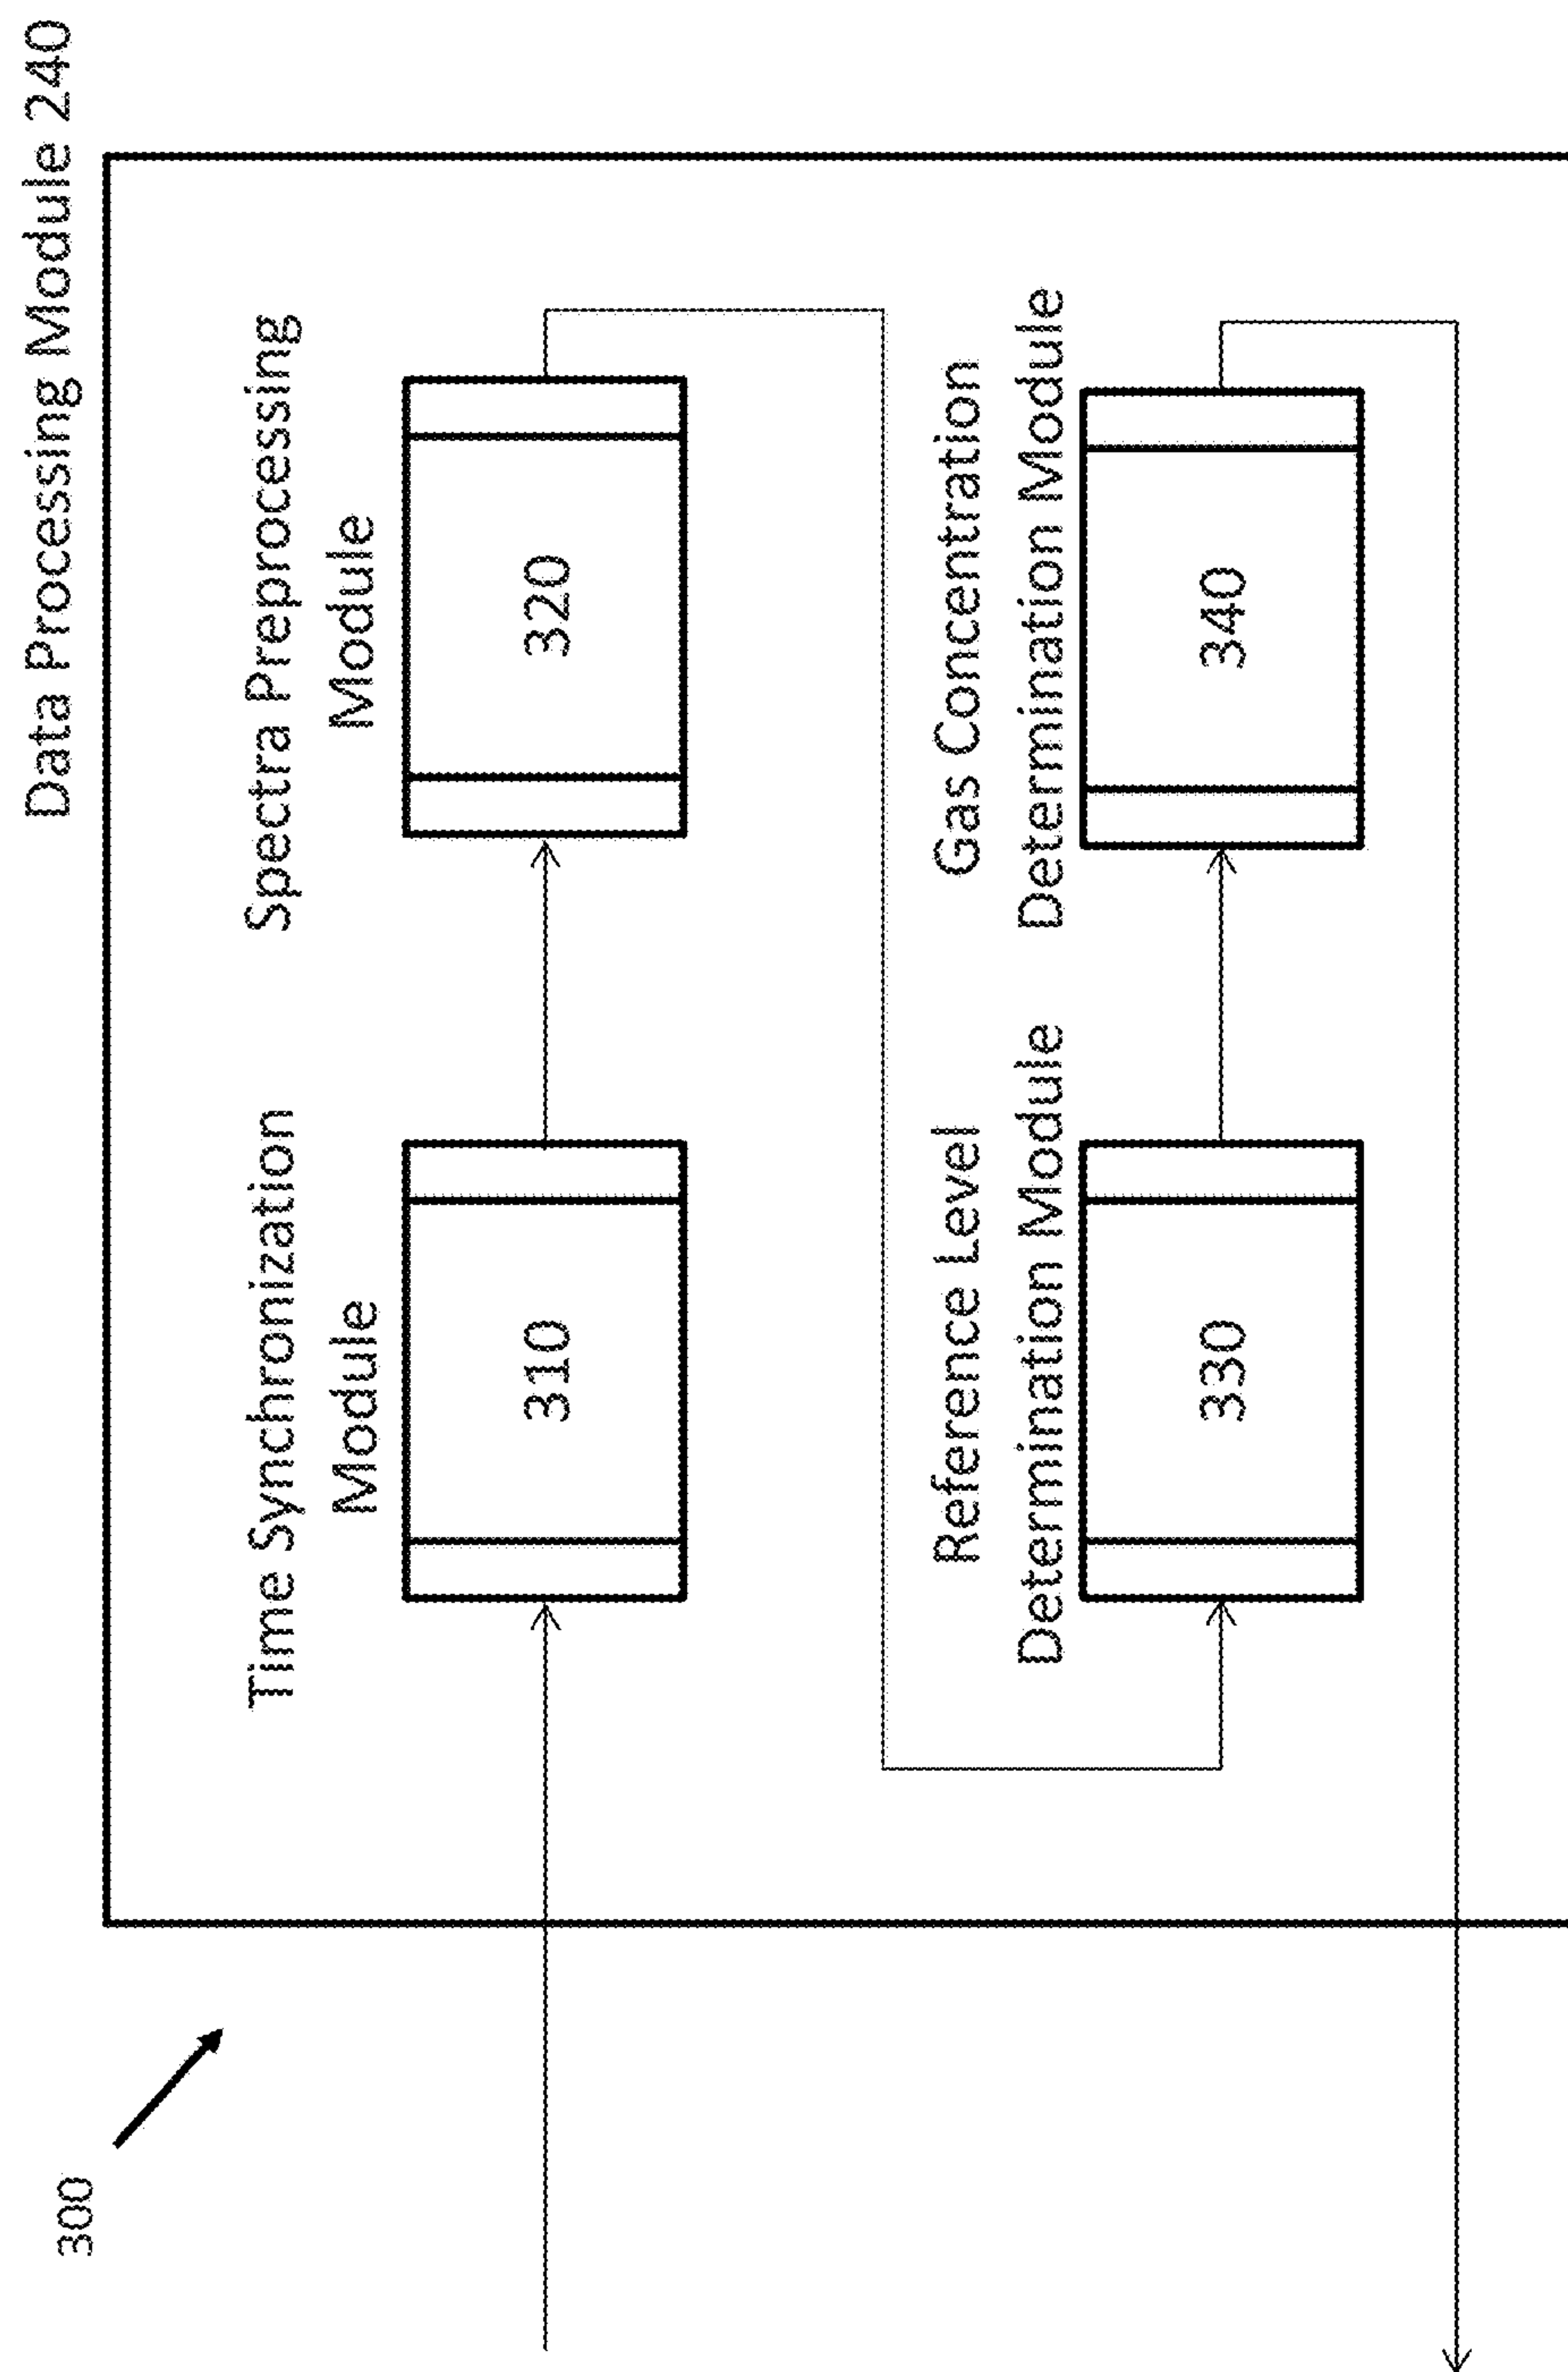 300
Data Processing Module 240
Time Synchronization
Module
310
Spectra Preprocessing
Module
320
Reference Level
Determination Module
330
Gas Concentration
Determination Module
340